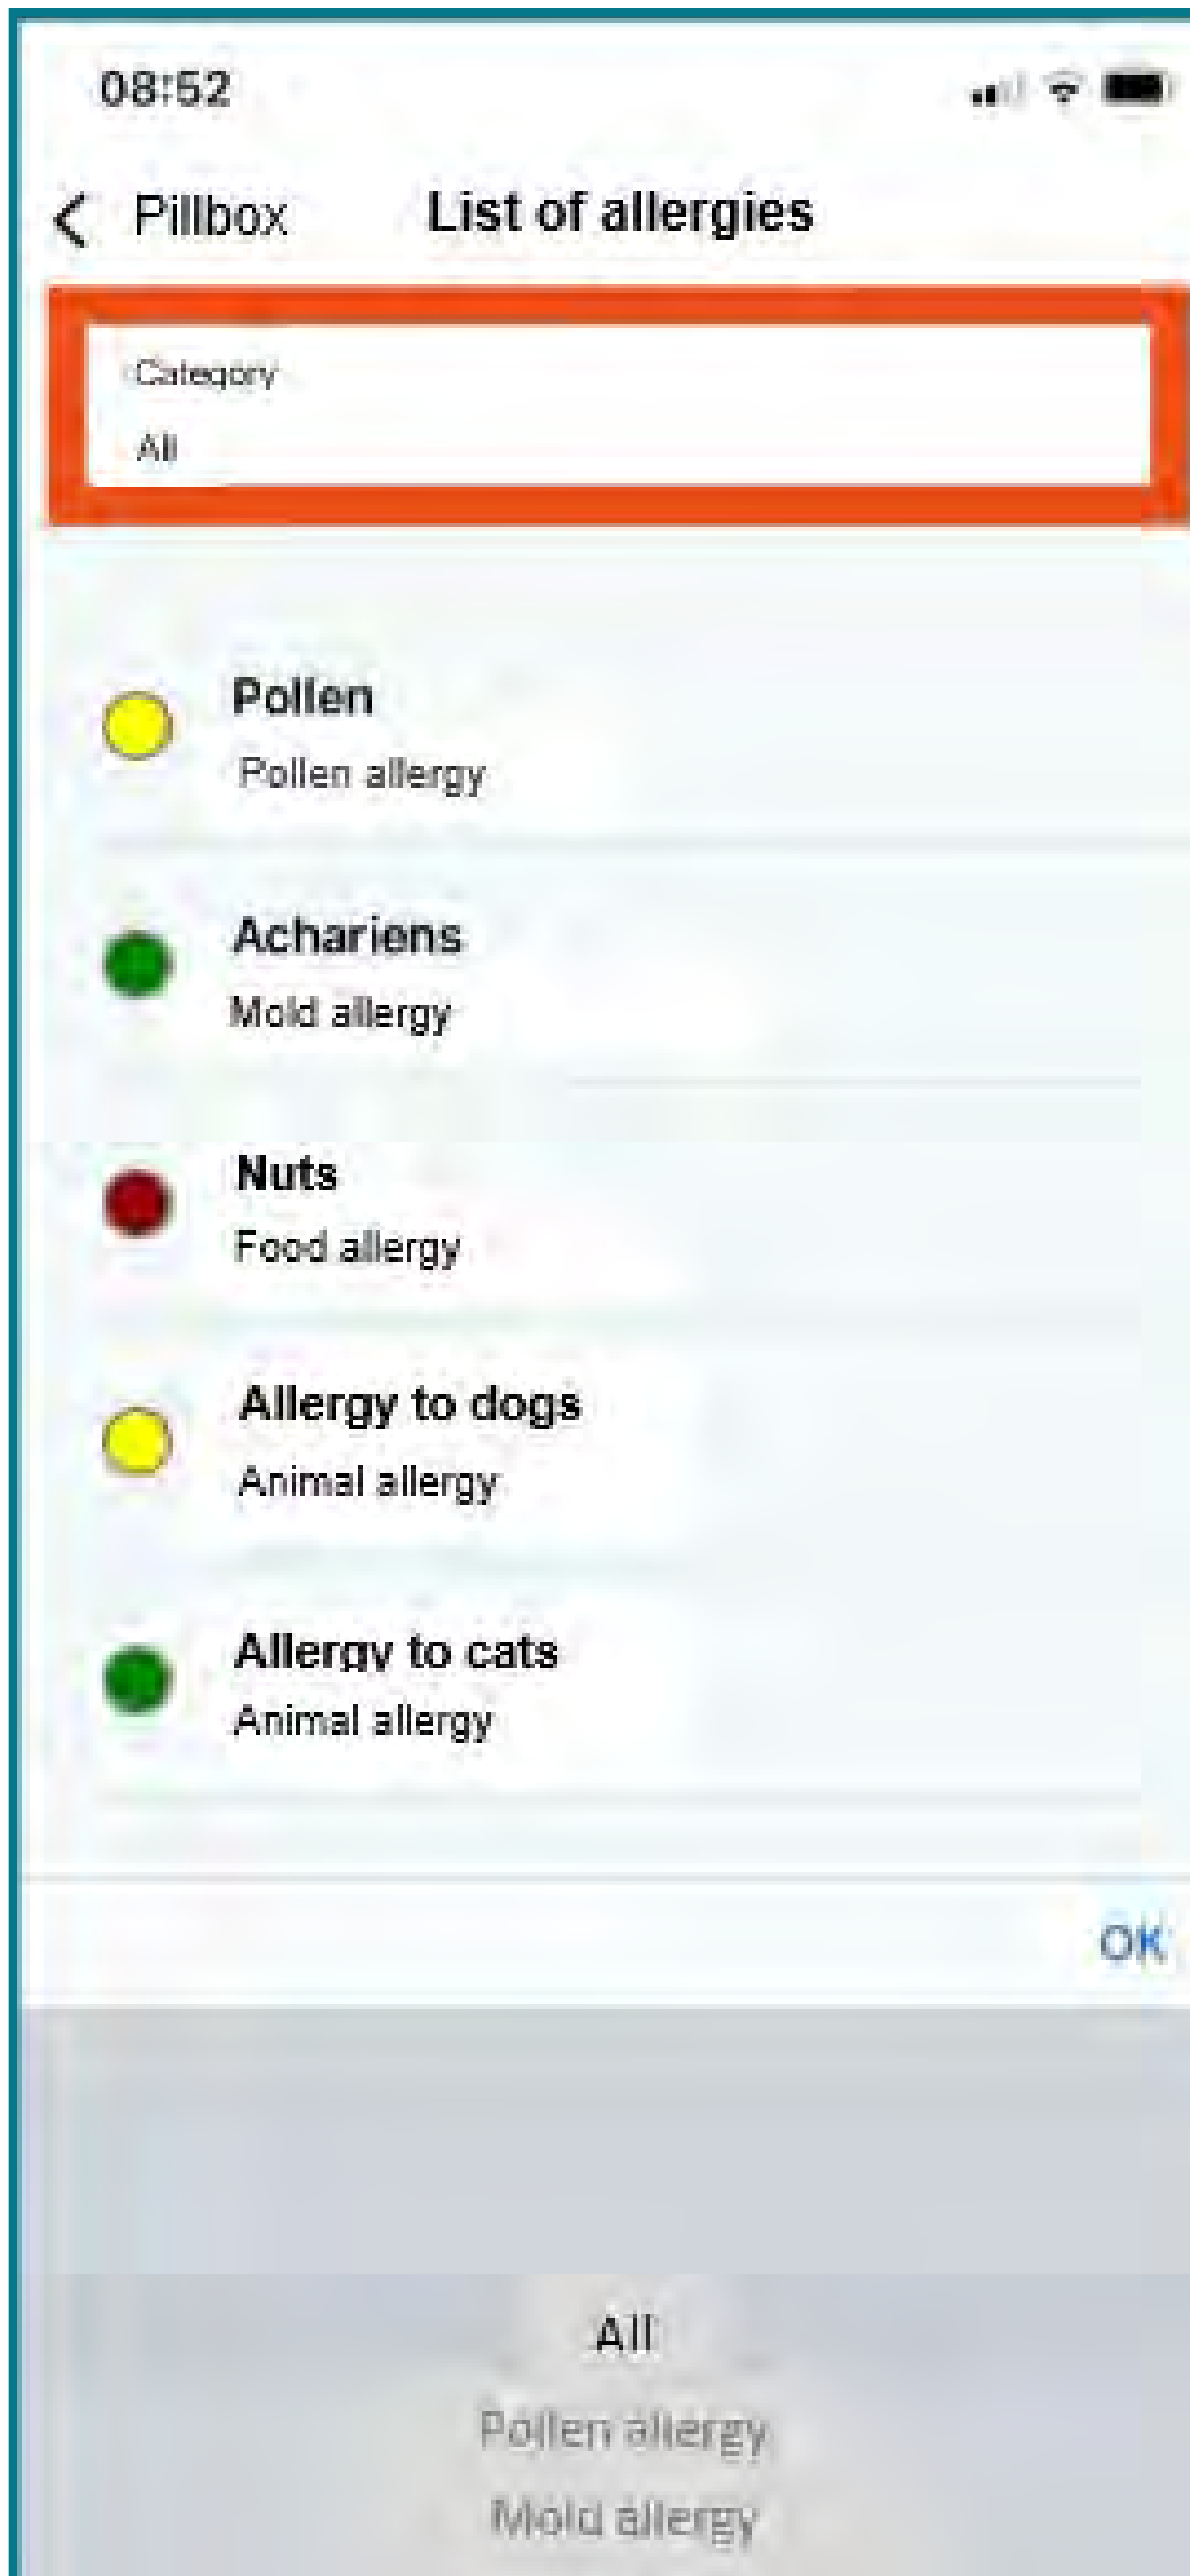 08:52
Pillbox
List of allergies
Category
All
Pollen
Pollen allergy
Achariens
Mold allergy
Nuts
Food allergy
Allergy to dogs
Animal allergy
Allergy to cats
Animal allergy
OK
All
Pollen allergy
Mold allergy